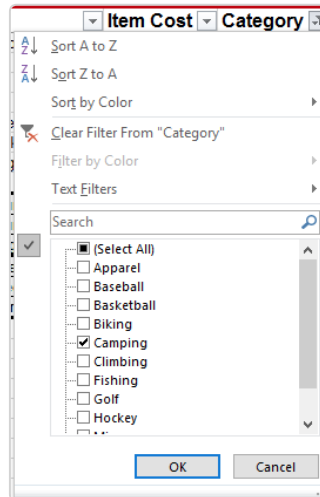 Item Cost Category
Sort A to Z
Sort Z to A
Sort by Color
Clear Filter From "Category"
Filter by Color
Text Filters
Search
(Select All)
Apparel
Baseball
Basketball
Biking
Camping
Climbing
Fishing
Golf
Hockey
OK Cancel